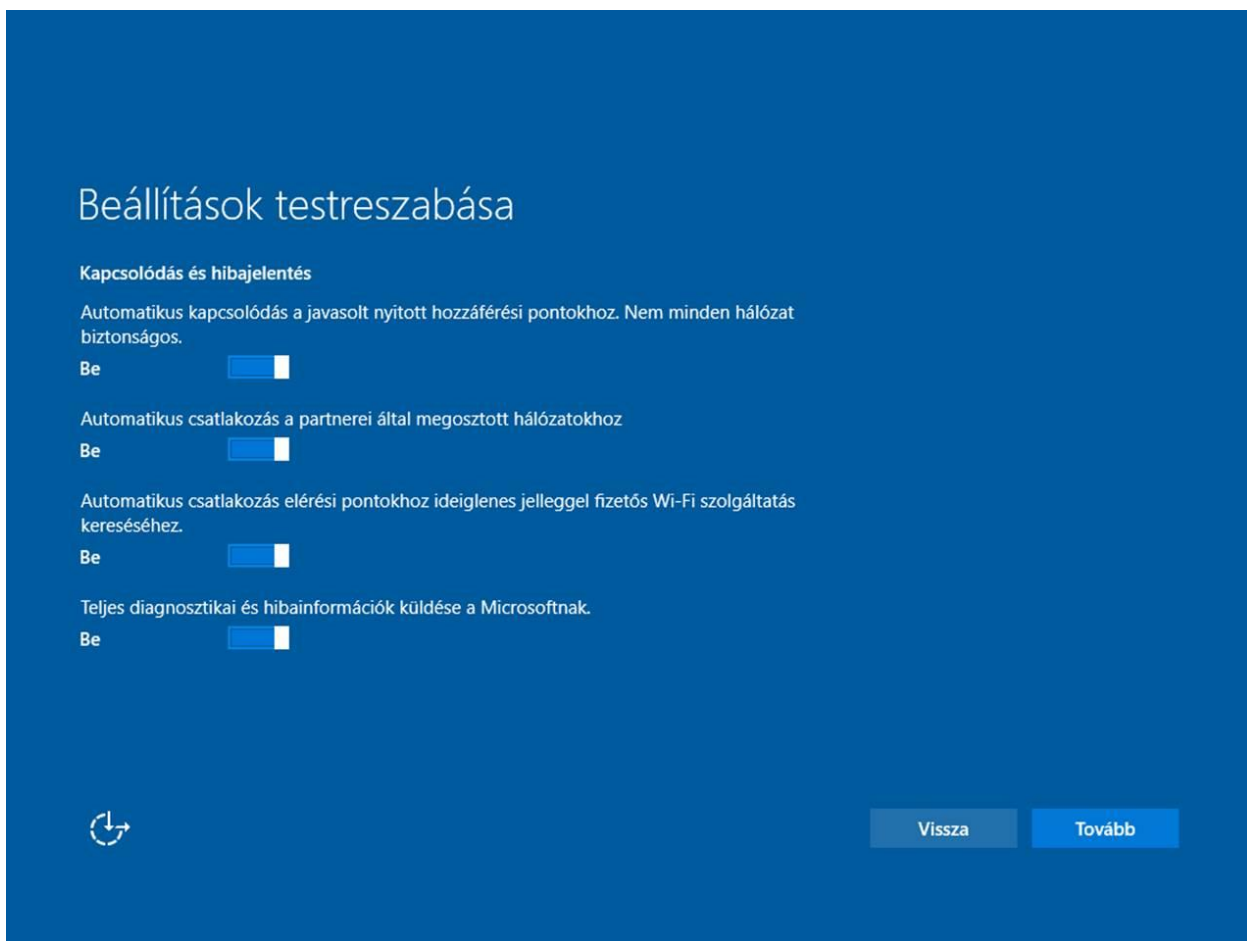 Beállítások testreszabása
Kapcsolódás és hibajelentés
Automatikus kapcsolódás a javasolt nyitott hozzáférési pontokhoz. Nem minden hálózat
biztonságos.
Be
Automatikus csatlakozás a partnerei által megosztott hálózatokhoz
Be
Automatikus csatlakozás elérési pontokhoz ideiglenes jelleggel fizetős Wi-Fi szolgáltatás
kereséséhez.
Be
Teljes diagnosztikai és hibainformációk küldése a Microsoftnak.
Be
Vissza
Tovább